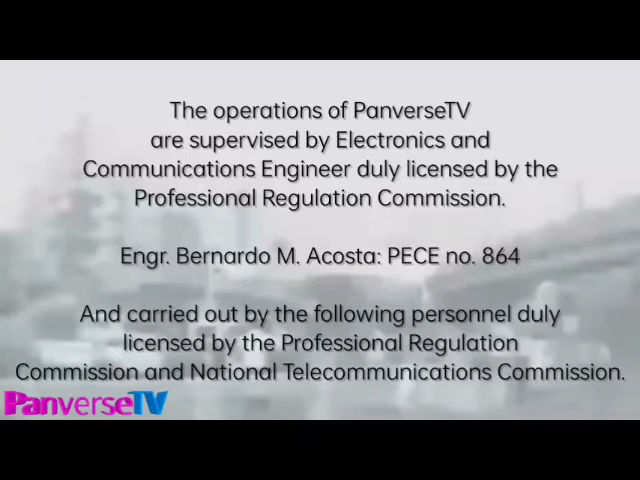 The operations of PanverseTV
are supervised by Electronics and
Communications Engineer duly licensed by the
Professional Regulation Commission.
Engr. Bernardo M. Acosta: PECE no. 864
And carried out by the following personnel duly
licensed by the Professional Regulation
Commission and National Telecommunications Commission.
PanverseTV